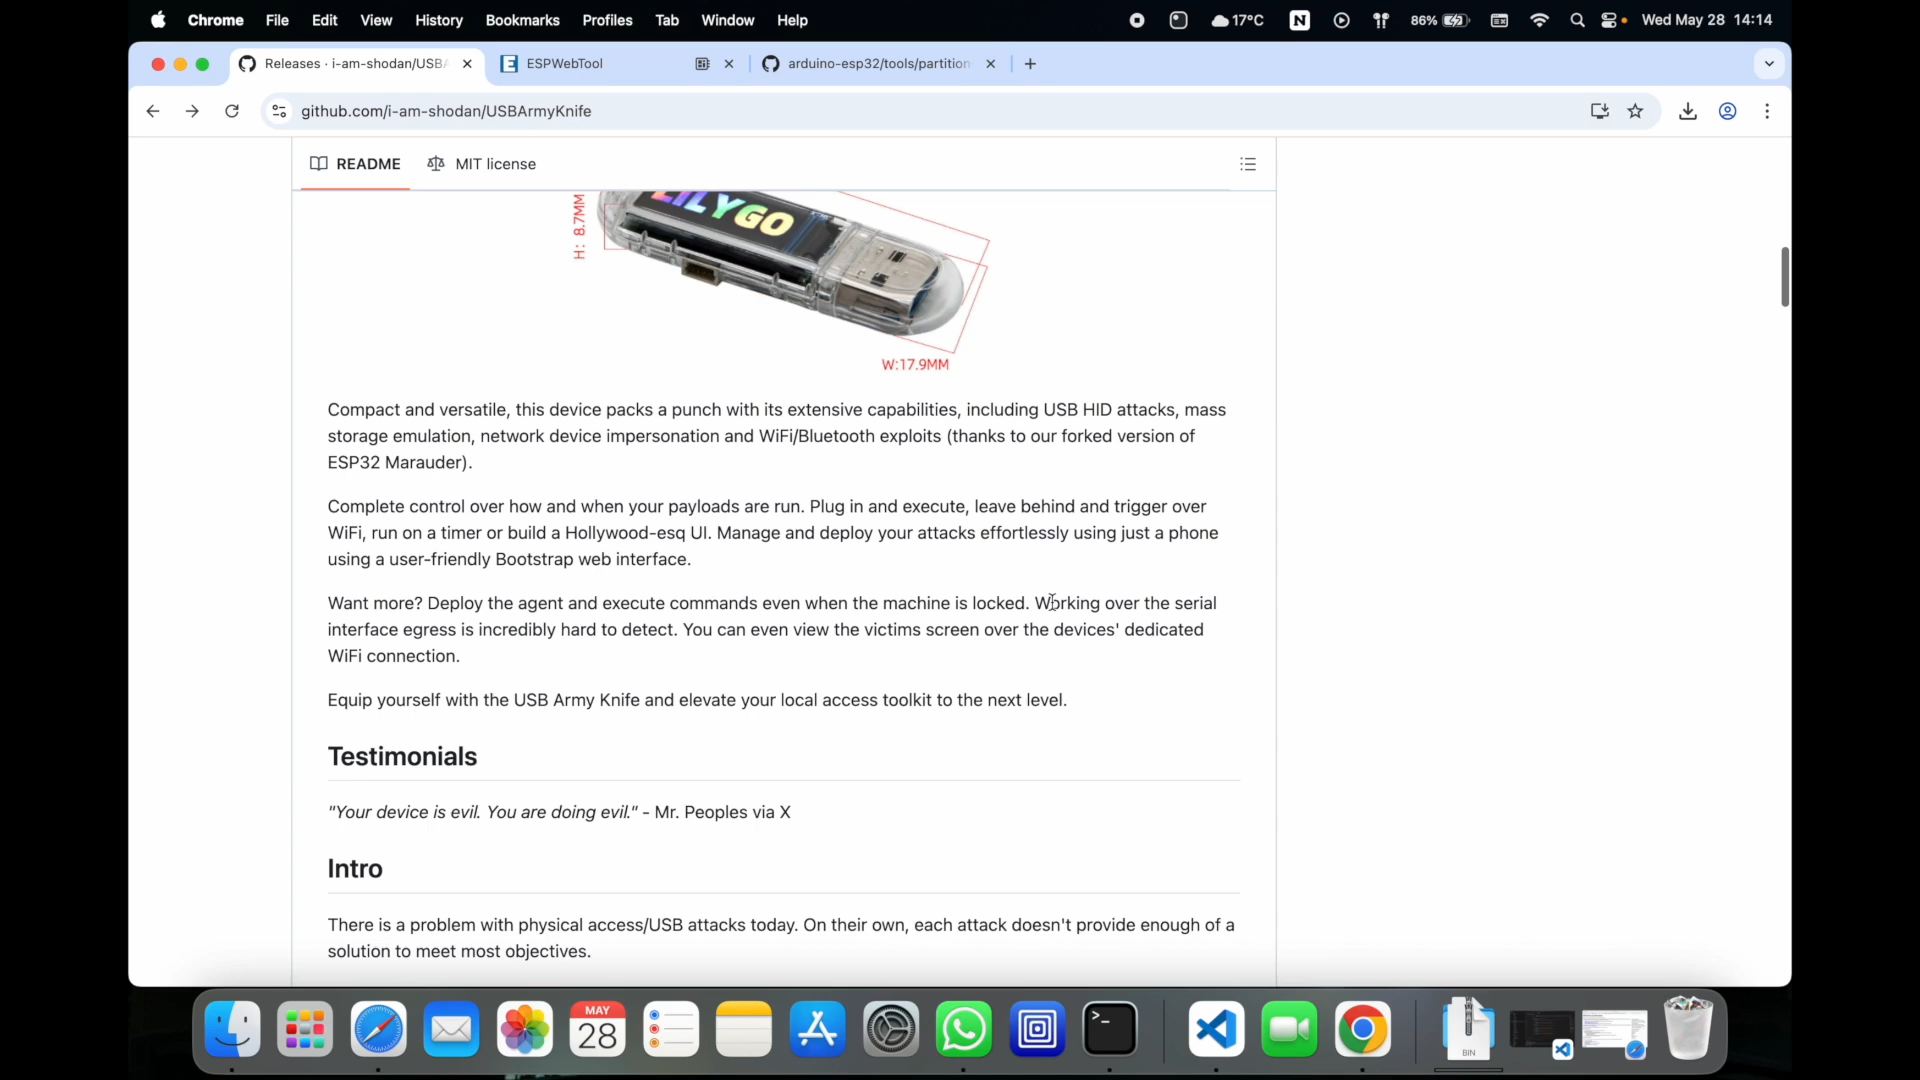 Chrome File Edit View History Bookmarks Profiles Tab Window Help 17°C 86% Wed May 28 14:14
Releases · i-am-shodan/USBA ESPWebTool arduino-esp32/tools/partition
github.com/i-am-shodan/USBArmyKnife
README MIT license
LILYGO
H: 8.7MM
W:17.9MM
Compact and versatile, this device packs a punch with its extensive capabilities, including USB HID attacks, mass
storage emulation, network device impersonation and WiFi/Bluetooth exploits (thanks to our forked version of
ESP32 Marauder).
Complete control over how and when your payloads are run. Plug in and execute, leave behind and trigger over
WiFi, run on a timer or build a Hollywood-esq UI. Manage and deploy your attacks effortlessly using just a phone
using a user-friendly Bootstrap web interface.
Want more? Deploy the agent and execute commands even when the machine is locked. Working over the serial
interface egress is incredibly hard to detect. You can even view the victims screen over the devices' dedicated
WiFi connection.
Equip yourself with the USB Army Knife and elevate your local access toolkit to the next level.
Testimonials
"Your device is evil. You are doing evil." - Mr. Peoples via X
Intro
There is a problem with physical access/USB attacks today. On their own, each attack doesn't provide enough of a
solution to meet most objectives.
MAY
28
BIN